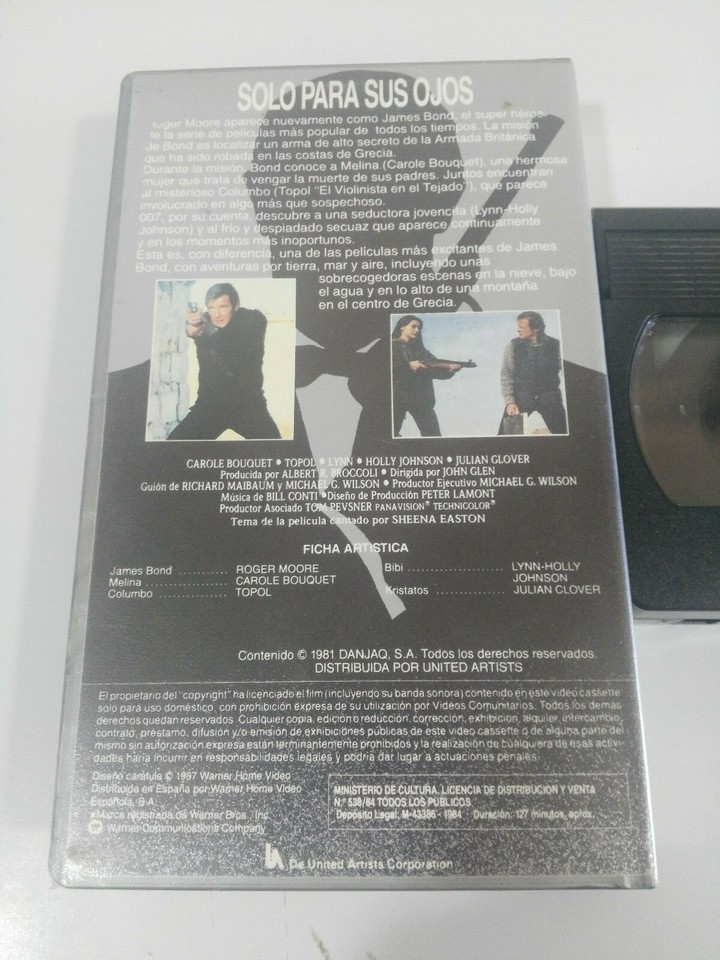 SOLO PARA SUS OJOS
Roger Moore aparece nuevamente como James Bond, el super héroe
de la serie de películas más popular de todos los tiempos. La misión
de Bond es localizar un arma de alto secreto de la Armada Británica
que ha sido robada en las costas de Grecia.
Durante la misión, Bond conoce a Melina (Carole Bouquet), una hermosa
mujer que trata de vengar la muerte de sus padres. Juntos encuentran
al misterioso Columbo (Topol "El Violinista en el Tejado"), que parece
involucrado en algo más que sospechoso.
007, por su cuenta, descubre a una seductora jovencita (Lynn-Holly
Johnson) y al frío y despiadado secuaz que aparece continuamente
y en los momentos más inoportunos.
Esta es, con diferencia, una de las películas más excitantes de James
Bond, con aventuras por tierra, mar y aire, incluyendo unas
sobrecogedoras escenas en la nieve, bajo
el agua y en lo alto de una montaña
en el centro de Grecia.
CAROLE BOUQUET • TOPOL • LYNN • HOLLY JOHNSON • JULIAN GLOVER
Producida por ALBERT R. BROCCOLI • Dirigida por JOHN GLEN
Guión de RICHARD MAIBAUM y MICHAEL G. WILSON • Productor Ejecutivo MICHAEL G. WILSON
Música de BILL CONTI • Diseño de Producción PETER LAMONT
Productor Asociado TOM PEVSNER PANAVISION® TECHNICOLOR®
Tema de la película cantado por SHEENA EASTON
FICHA ARTISTICA
James Bond ........... ROGER MOORE
Melina .................. CAROLE BOUQUET
Columbo ................ TOPOL
Bibi ..................... LYNN-HOLLY
JOHNSON
Kristatos ............... JULIAN CLOVER
Contenido © 1981 DANJAQ, S.A. Todos los derechos reservados.
DISTRIBUIDA POR UNITED ARTISTS
El propietario del "copyright" ha licenciado el film (incluyendo su banda sonora) contenido en este video cassette
solo para uso doméstico, con prohibición expresa de su utilización por Videos Comunitarios. Todos los demas
derechos quedan reservados. Cualquier copia, edición o reducción, corrección, exhibicion, alquiler, intercambio,
contrato, préstamo, difusión y/o emisión de exhibiciones públicas de este video cassette o de alguna parte del
mismo sin autorización expresa están terminantemente prohibidos y la realización de cualquiera de esas activi-
dades haría incurrir en responsabilidades legales y podría dar lugar a actuaciones penales.
Diseño carátula © 1997 Warner Home Video
Distribuida en España por Warner Home Video
Española, S.A.
Marca registrada de Warner Bros., Inc.
Warner Communications Company
MINISTERIO DE CULTURA, LICENCIA DE DISTRIBUCION Y VENTA
N.º 538/84 TODOS LOS PUBLICOS
Depósito Legal: M-43386 - 1984 Duración: 127 minutos, aprox.
De United Artists Corporation